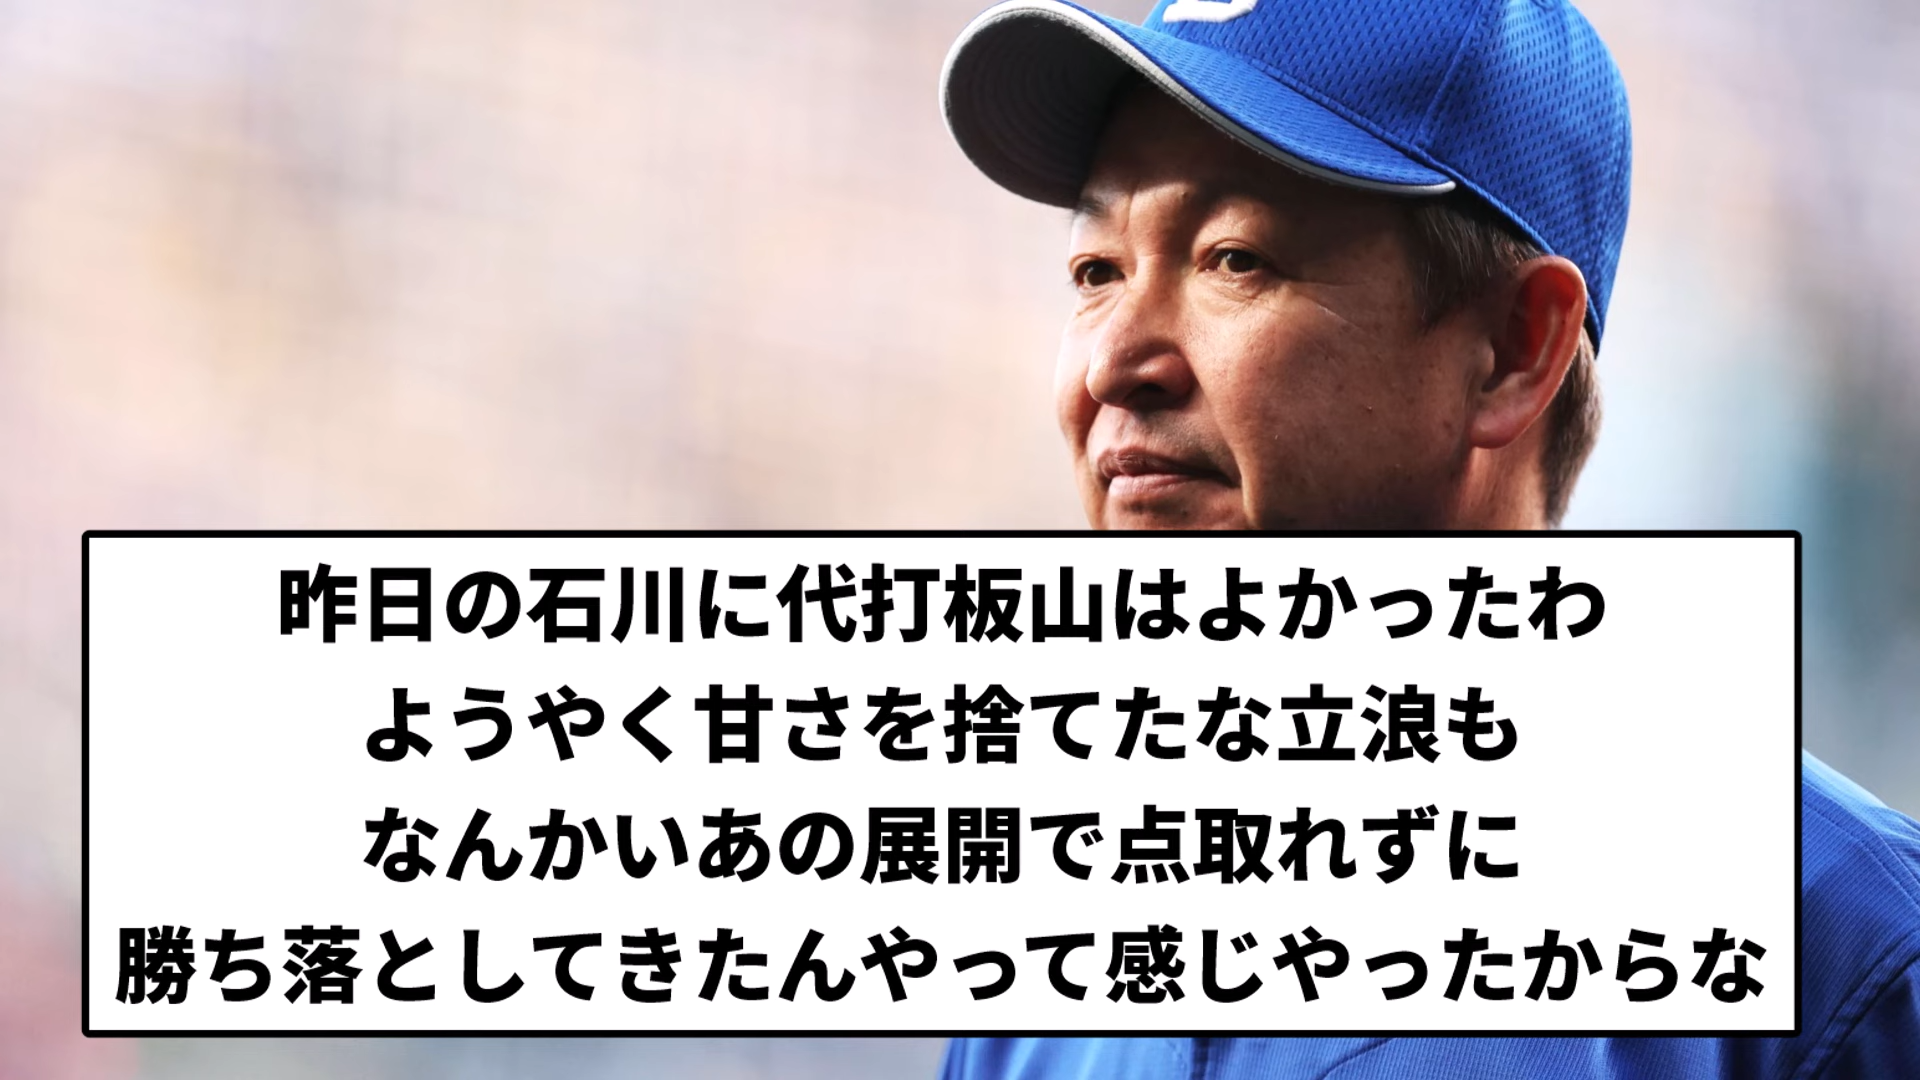 昨日の石川に代打板山はよかったわ
ようやく甘さを捨てたな立浪も
なんかいあの展開で点取れずに
勝ち落としてきたんやって感じやったからな